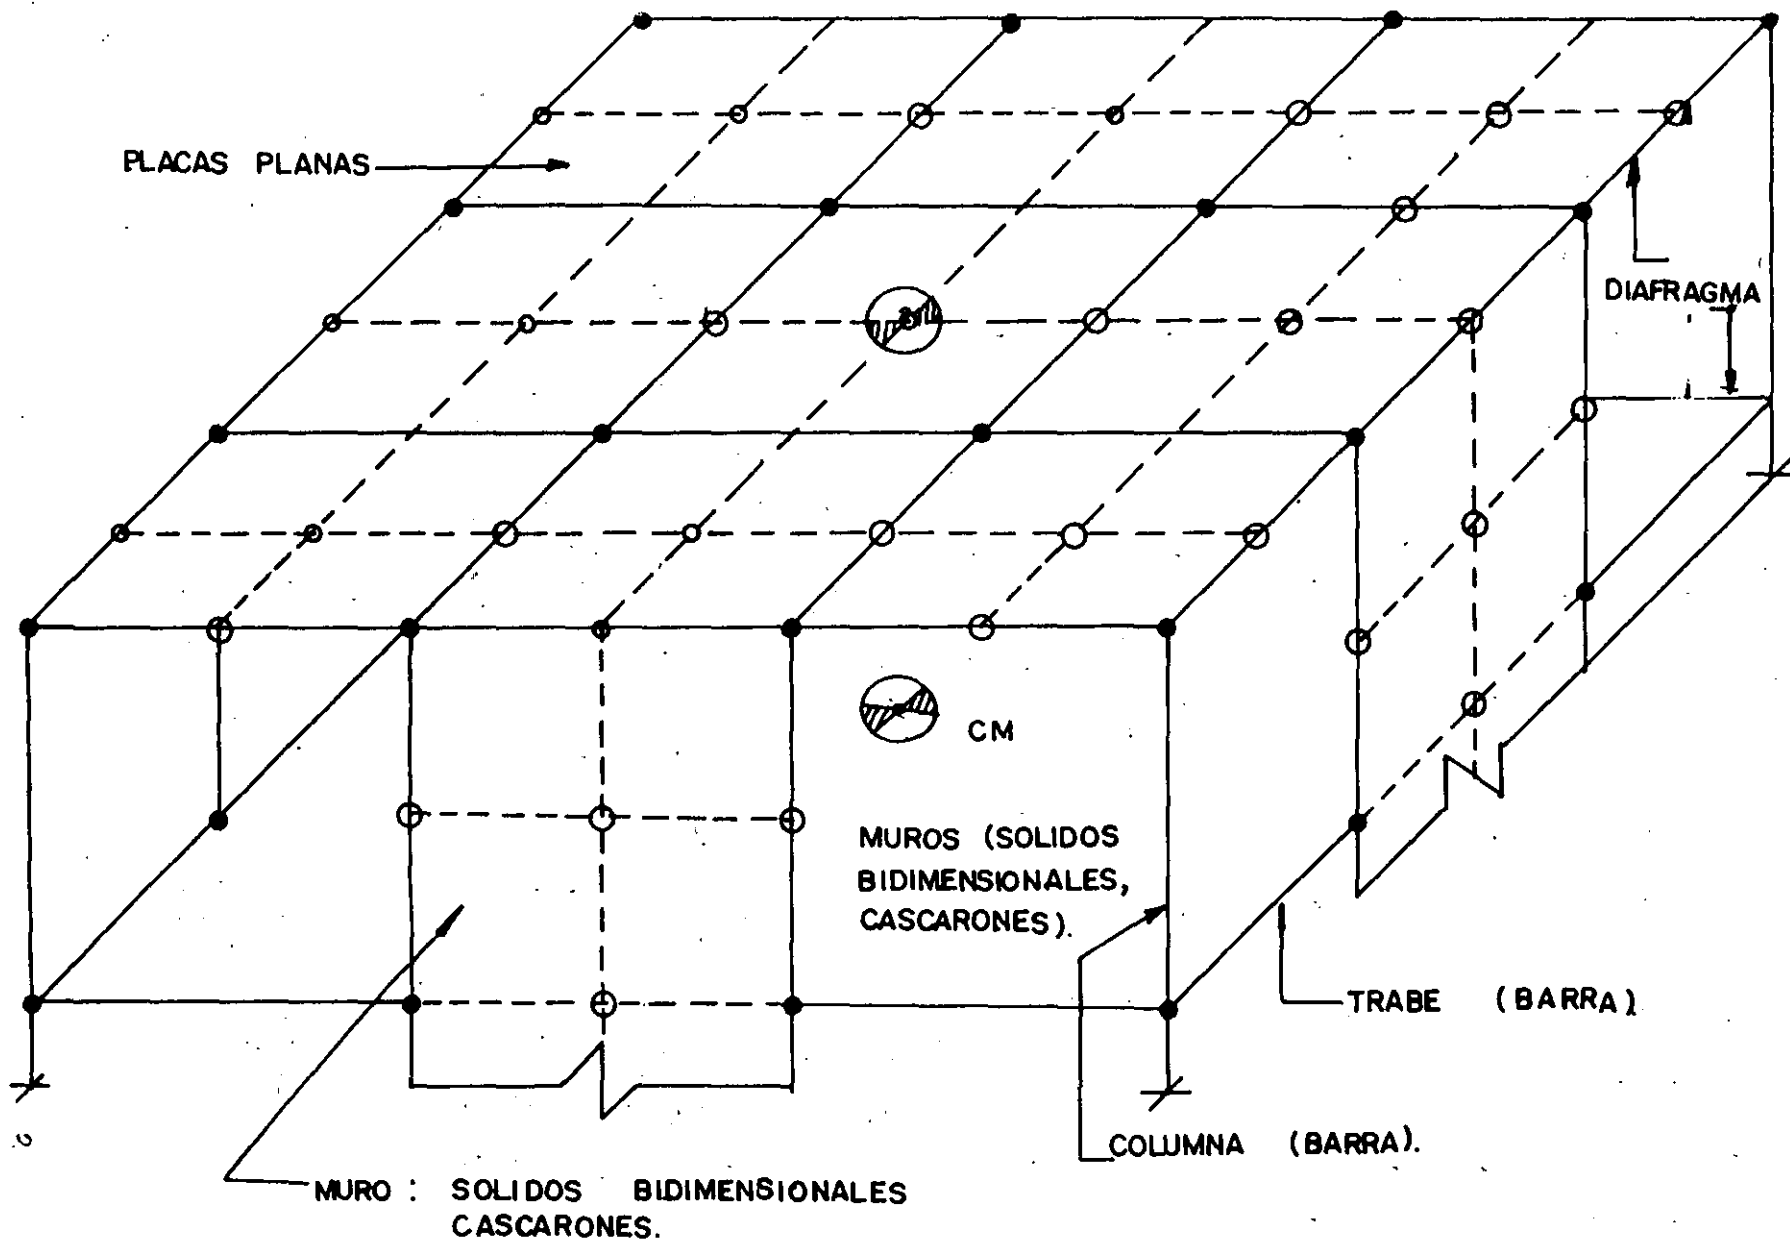 PLACAS PLANAS
DIAFRAGMA
CM
MUROS (SOLIDOS
BIDIMENSIONALES,
CASCARONES).
TRABE (BARRA)
COLUMNA (BARRA).
MURO : SOLIDOS BIDIMENSIONALES
CASCARONES.